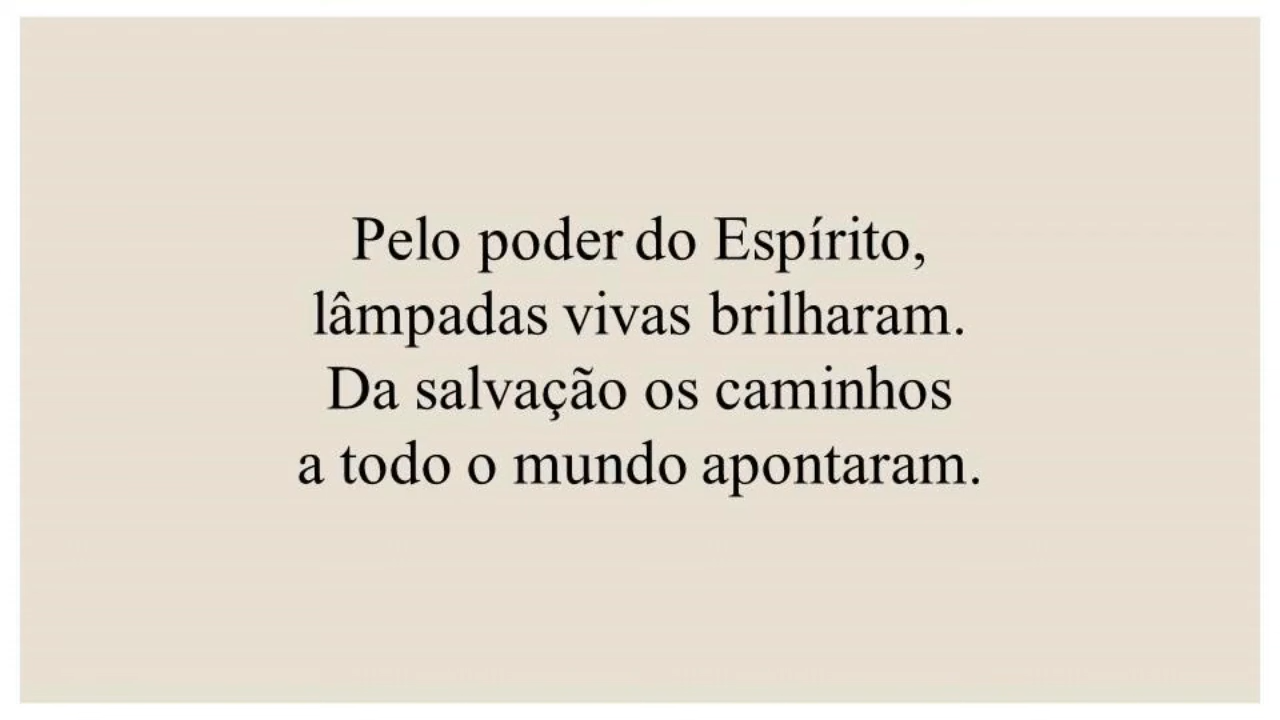 Pelo poder do Espírito,
lâmpadas vivas brilharam.
Da salvação os caminhos
a todo o mundo apontaram.